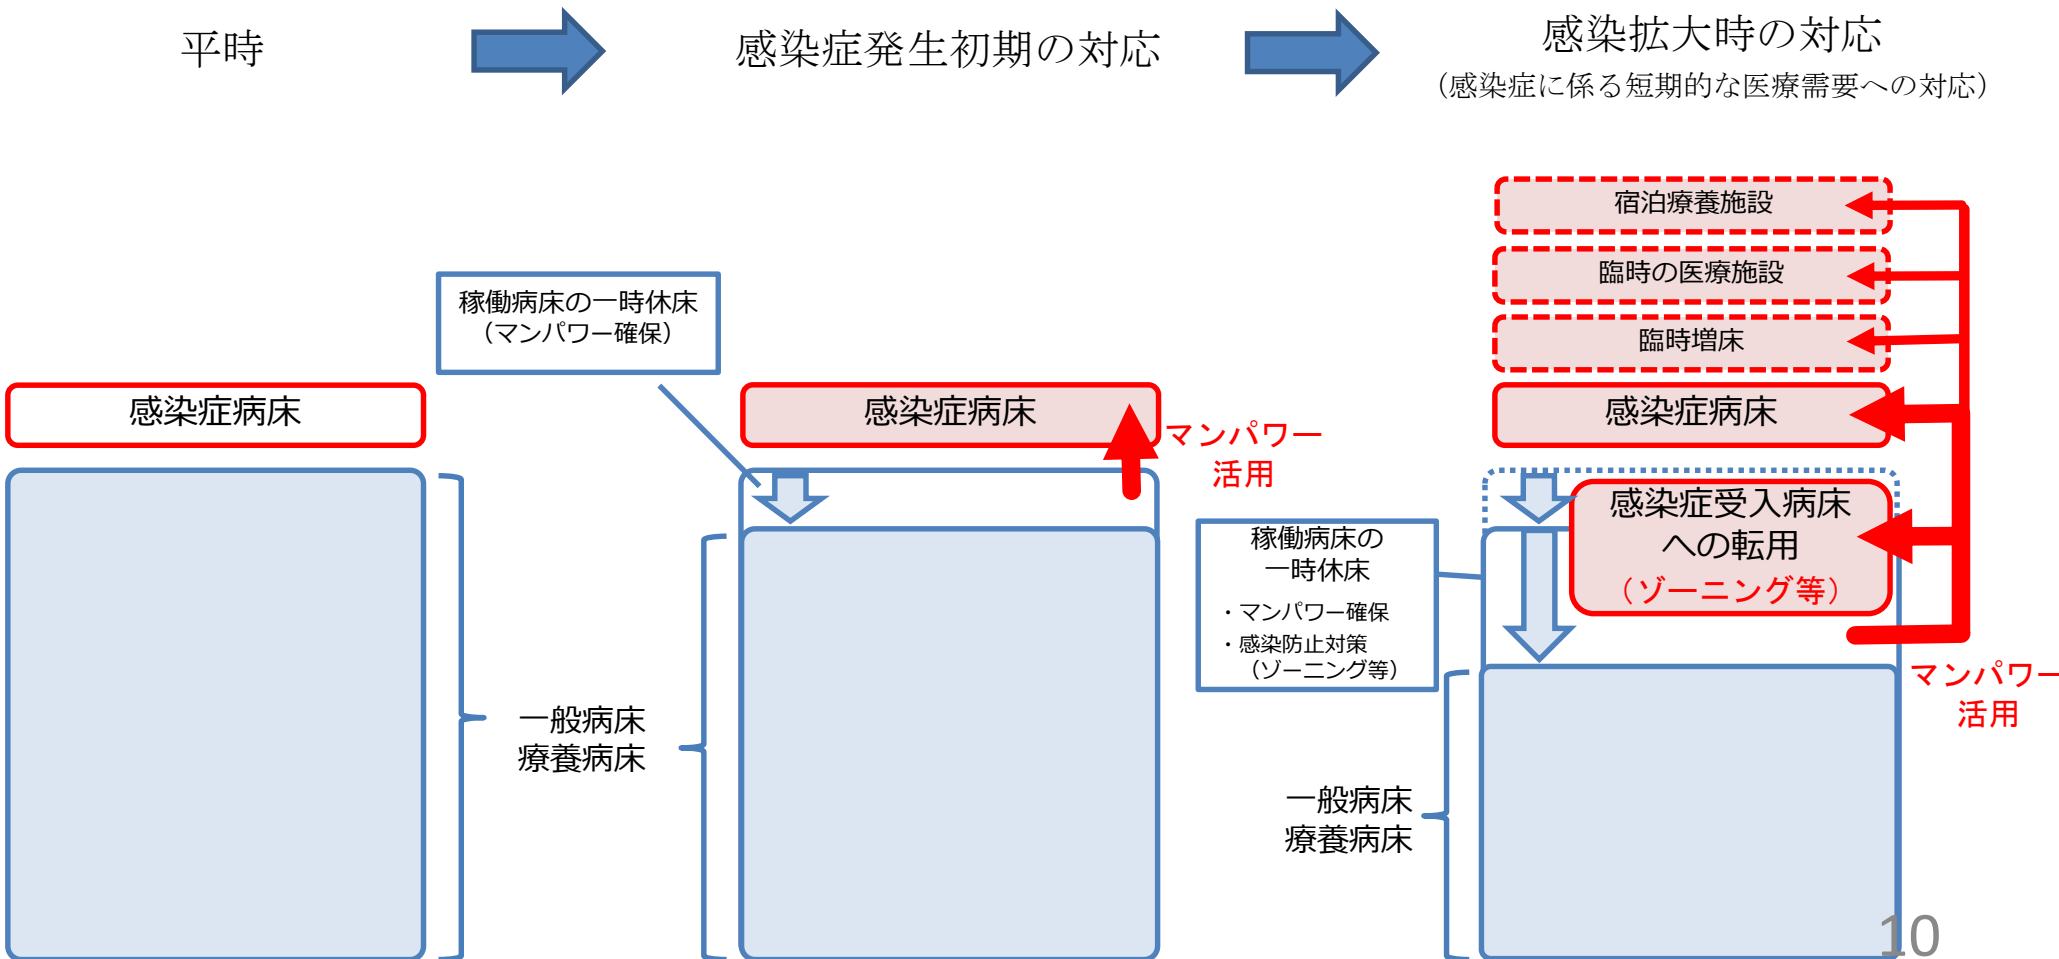 平時
感染症発生初期の対応
感染拡大時の対応
（感染症に係る短期的な医療需要への対応）
宿泊療養施設
臨時の医療施設
臨時増床
稼働病床の一時休床
（マンパワー確保）
感染症病床
感染症病床
感染症病床
マンパワー
活用
感染症受入病床
への転用
（ゾーニング等）
稼働病床の
一時休床
・マンパワー確保
・感染防止対策
（ゾーニング等）
マンパワー
活用
一般病床
療養病床
一般病床
療養病床
10